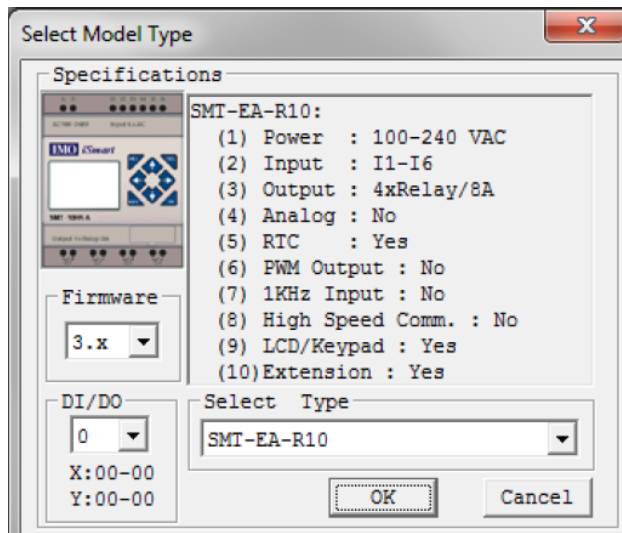 Select Model Type
Specifications
SMT-EA-R10:
(1) Power : 100-240 VAC
(2) Input : I1-I6
(3) Output : 4xRelay/8A
(4) Analog : No
(5) RTC : Yes
(6) PWM Output : No
(7) 1KHz Input : No
(8) High Speed Comm. : No
(9) LCD/Keypad : Yes
(10)Extension : Yes
IMO iSmart
Firmware
3.x
DI/DO
0
X:00-00
Y:00-00
Select Type
SMT-EA-R10
OK
Cancel